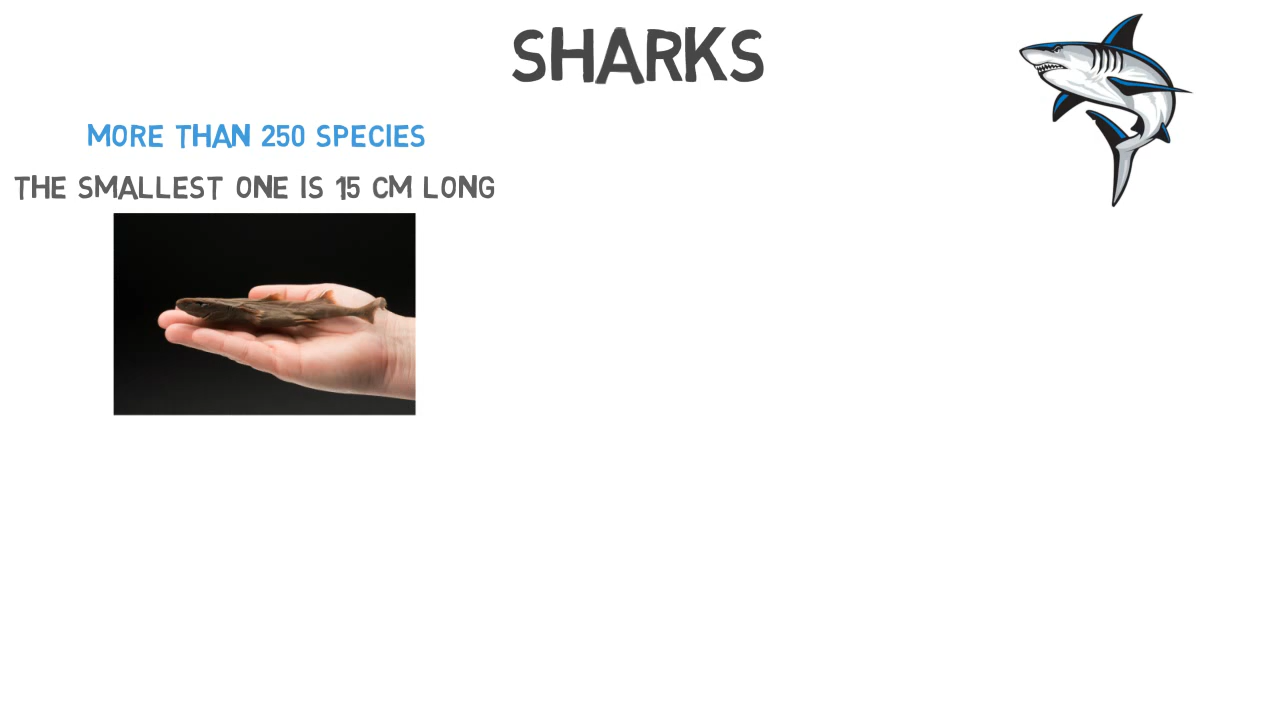 SHARKS
MORE THAN 250 SPECIES
THE SMALLEST ONE IS 15 CM LONG